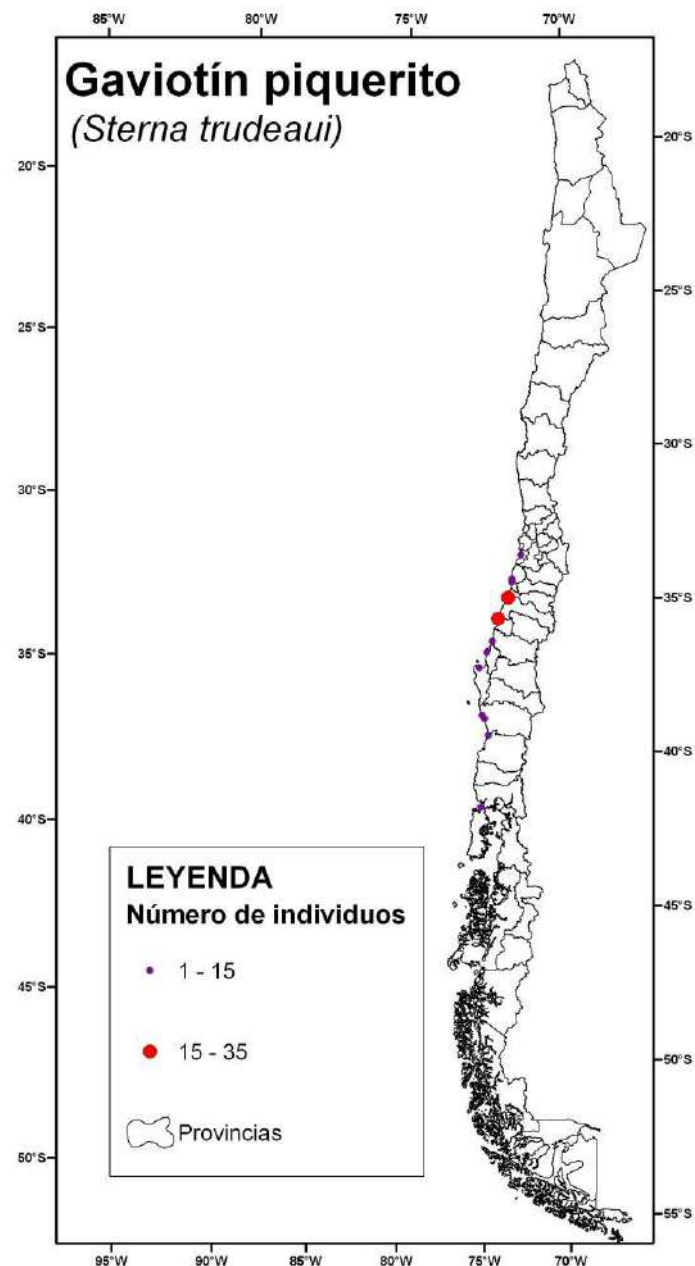 85°W 80°W 75°W 70°W
Gaviotín piquerito
(Sterna trudeaui)
20°S
25°S
30°S
35°S
40°S
45°S
50°S
20°S
25°S
30°S
35°S
40°S
45°S
50°S
55°S
LEYENDA
Número de individuos
1 - 15
15 - 35
Provincias
95°W 90°W 85°W 80°W 75°W 70°W